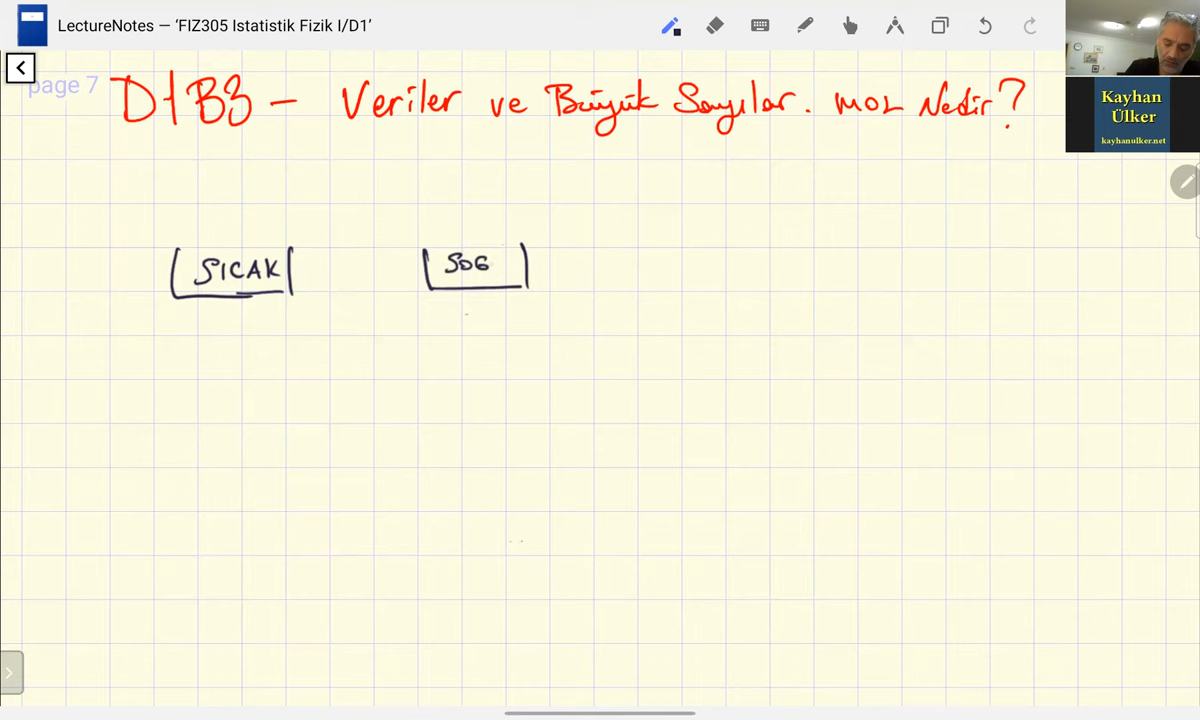 LectureNotes — ‘FIZ305 Istatistik Fizik I/D1’
page 7
D1B3 - Veriler ve Büyük Sayılar. MOL Nedir?
Kayhan
Ülker
kayhanulker.net
SICAK SOG